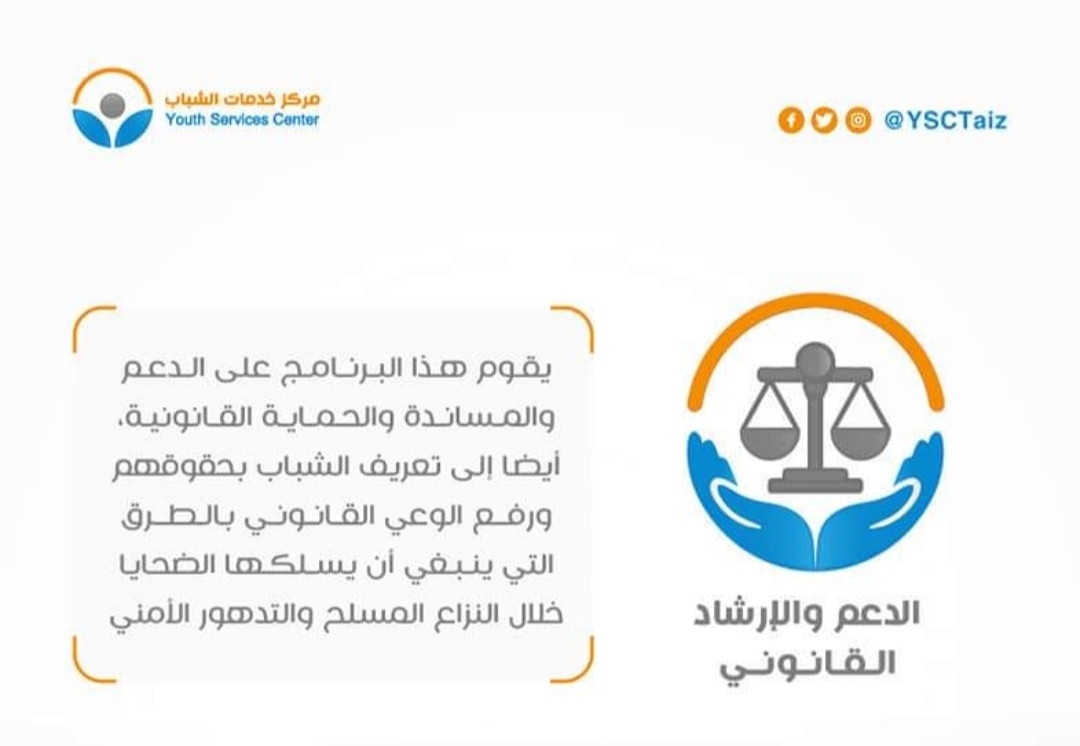 مركز خدمات الشباب
Youth Services Center
@YSCTaiz
يقوم هذا البرنامج على الدعم
والمساندة والحماية القانونية،
أيضا إلى تعريف الشباب بحقوقهم
ورفع الوعي القانوني بالطرق
التي ينبغي أن يسلكها الضحايا
خلال النزاع المسلح والتدهور الأمني
الدعم والإرشاد
القانوني